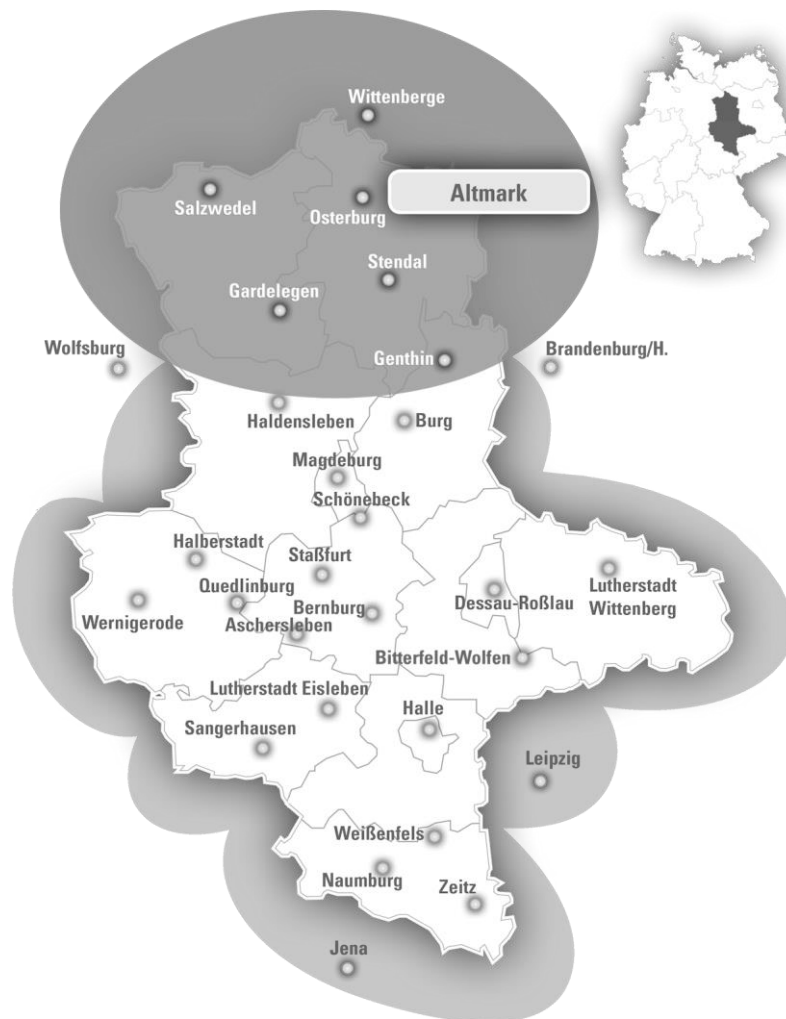 Wittenberge
Salzwedel
Osterburg
Altmark
Stendal
Gardelegen
Wolfsburg
Genthin
Brandenburg/H.
Haldensleben
Burg
Magdeburg
Schönebeck
Halberstadt
Staßfurt
Quedlinburg
Wernigerode
Bernburg
Aschersleben
Dessau-Roßlau
Lutherstadt
Wittenberg
Bitterfeld-Wolfen
Lutherstadt Eisleben
Halle
Sangerhausen
Leipzig
Weißenfels
Naumburg
Zeitz
Jena